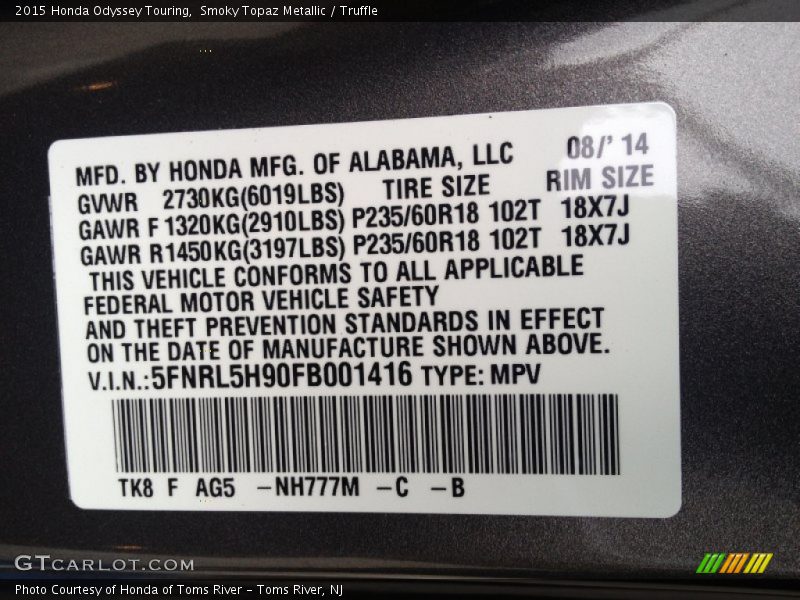 2015 Honda Odyssey Touring,  Smoky Topaz Metallic / Truffle
MFD. BY HONDA MFG. OF ALABAMA, LLC 08/' 14
GVWR 2730KG(6019LBS) TIRE SIZE RIM SIZE
GAWR F 1320KG(2910LBS) P235/60R18 102T 18X7J
GAWR R1450KG(3197LBS) P235/60R18 102T 18X7J
THIS VEHICLE CONFORMS TO ALL APPLICABLE
FEDERAL MOTOR VEHICLE SAFETY
AND THEFT PREVENTION STANDARDS IN EFFECT
ON THE DATE OF MANUFACTURE SHOWN ABOVE.
V.I.N.:5FNRL5H90FB001416 TYPE: MPV
TK8 F AG5 -NH777M -C -B
GTCARLOT.COM
Photo Courtesy of Honda of Toms River - Toms River, NJ